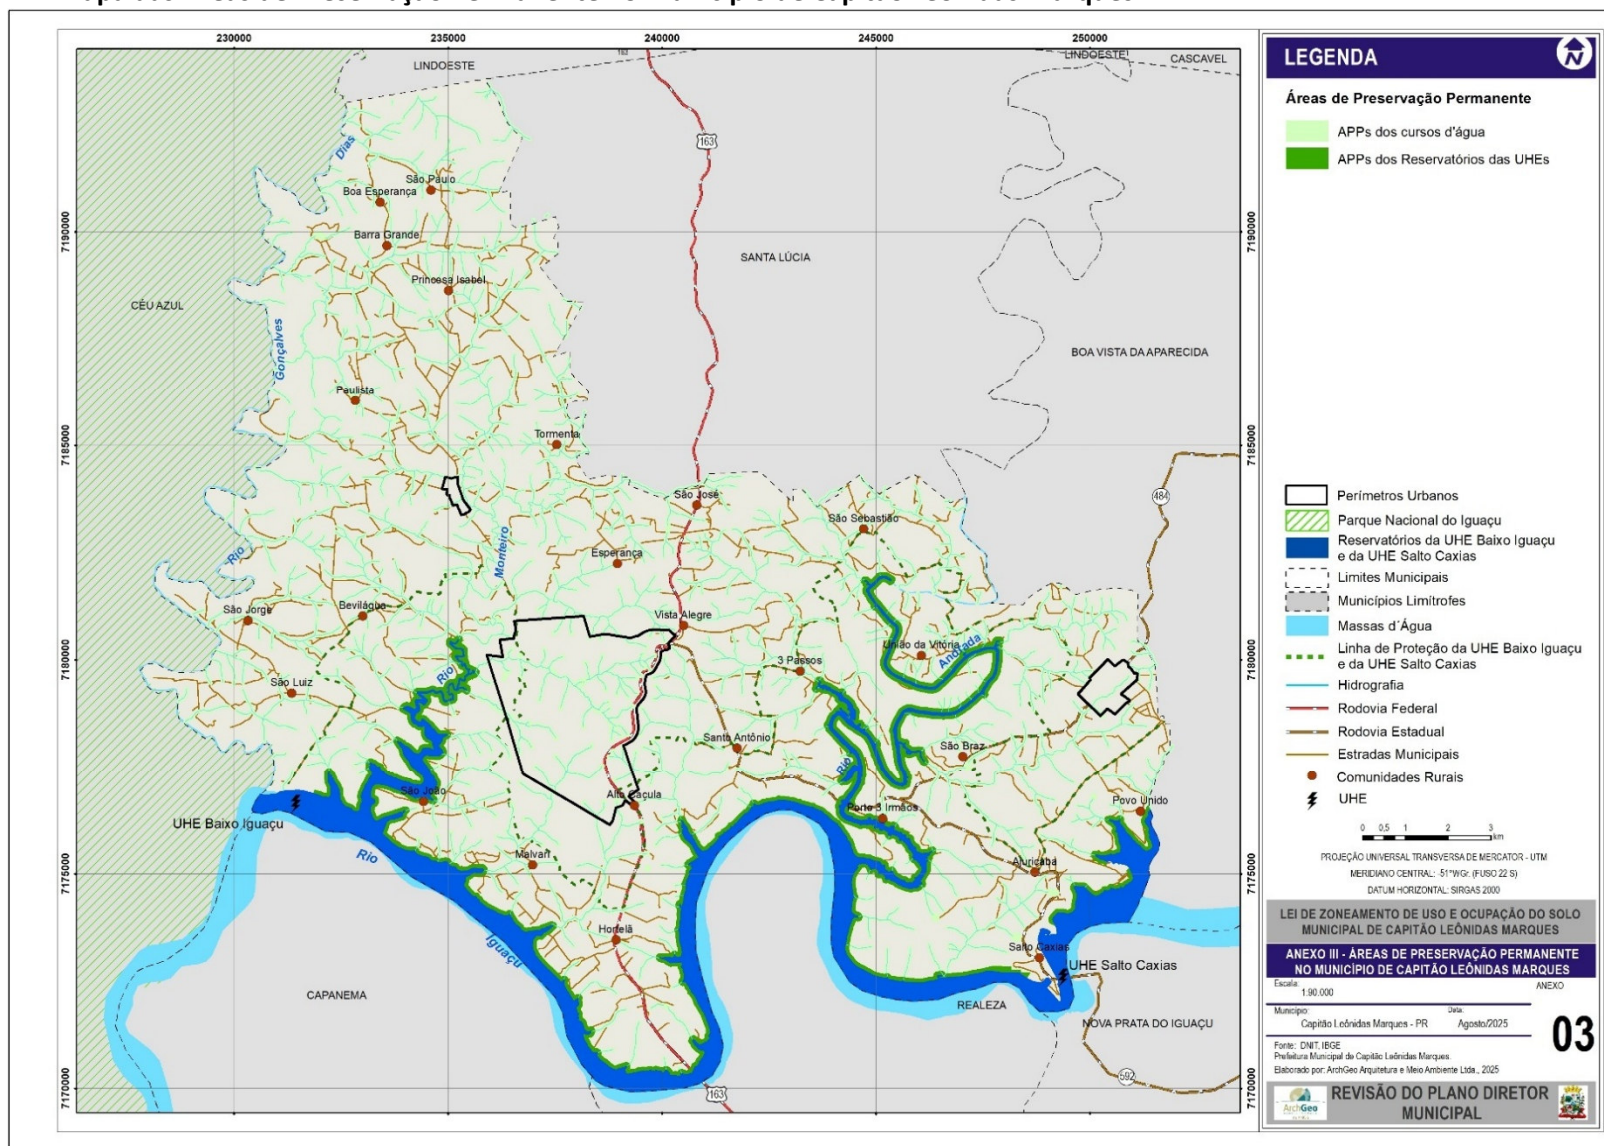 230000
235000
240000
245000
250000
LINDOESTE
163
LINDOESTE
CASCAVEL
163
Dias
São Paulo
Boa Esperança
7190000
Barra Grande
7190000
SANTA LÚCIA
Princesa Isabel
CÉU AZUL
Gonçalves
BOA VISTA DA APARECIDA
Paulista
Tormenta
7185000
7185000
484
São José
São Sebastião
Monteiro
Esperança
Rio
Bevilágua
São Jorge
Vista Alegre
União da Vitória
Andrada
3 Passos
7180000
7180000
Rio
São Luiz
Santo Antônio
São Braz
Rio
São João
Alto Caçula
Porto 3 Irmãos
Povo Unido
UHE Baixo Iguaçu
Rio
Malvari
Ajuricaba
7175000
7175000
Iguaçu
Hortelã
Salto Caxias
UHE Salto Caxias
CAPANEMA
REALEZA
NOVA PRATA DO IGUAÇU
592
163
7170000
7170000
LEGENDA
N
Áreas de Preservação Permanente
APPs dos cursos d'água
APPs dos Reservatórios das UHEs
Perímetros Urbanos
Parque Nacional do Iguaçu
Reservatórios da UHE Baixo Iguaçu
e da UHE Salto Caxias
Limites Municipais
Municípios Limítrofes
Massas d´Água
Linha de Proteção da UHE Baixo Iguaçu
e da UHE Salto Caxias
Hidrografia
Rodovia Federal
Rodovia Estadual
Estradas Municipais
Comunidades Rurais
UHE
0 0,5 1 2 3
km
PROJEÇÃO UNIVERSAL TRANSVERSA DE MERCATOR - UTM
MERIDIANO CENTRAL: -51°WGr. (FUSO 22 S)
DATUM HORIZONTAL: SIRGAS 2000
LEI DE ZONEAMENTO DE USO E OCUPAÇÃO DO SOLO
MUNICIPAL DE CAPITÃO LEÔNIDAS MARQUES
ANEXO III - ÁREAS DE PRESERVAÇÃO PERMANENTE
NO MUNICÍPIO DE CAPITÃO LEÔNIDAS MARQUES
Escala: 1:90.000
ANEXO
03
Município: Capitão Leônidas Marques - PR
Data: Agosto/2025
Fonte: DNIT, IBGE
Prefeitura Municipal de Capitão Leônidas Marques
Elaborado por: ArchGeo Arquitetura e Meio Ambiente Ltda., 2025
ArchGeo
REVISÃO DO PLANO DIRETOR
MUNICIPAL